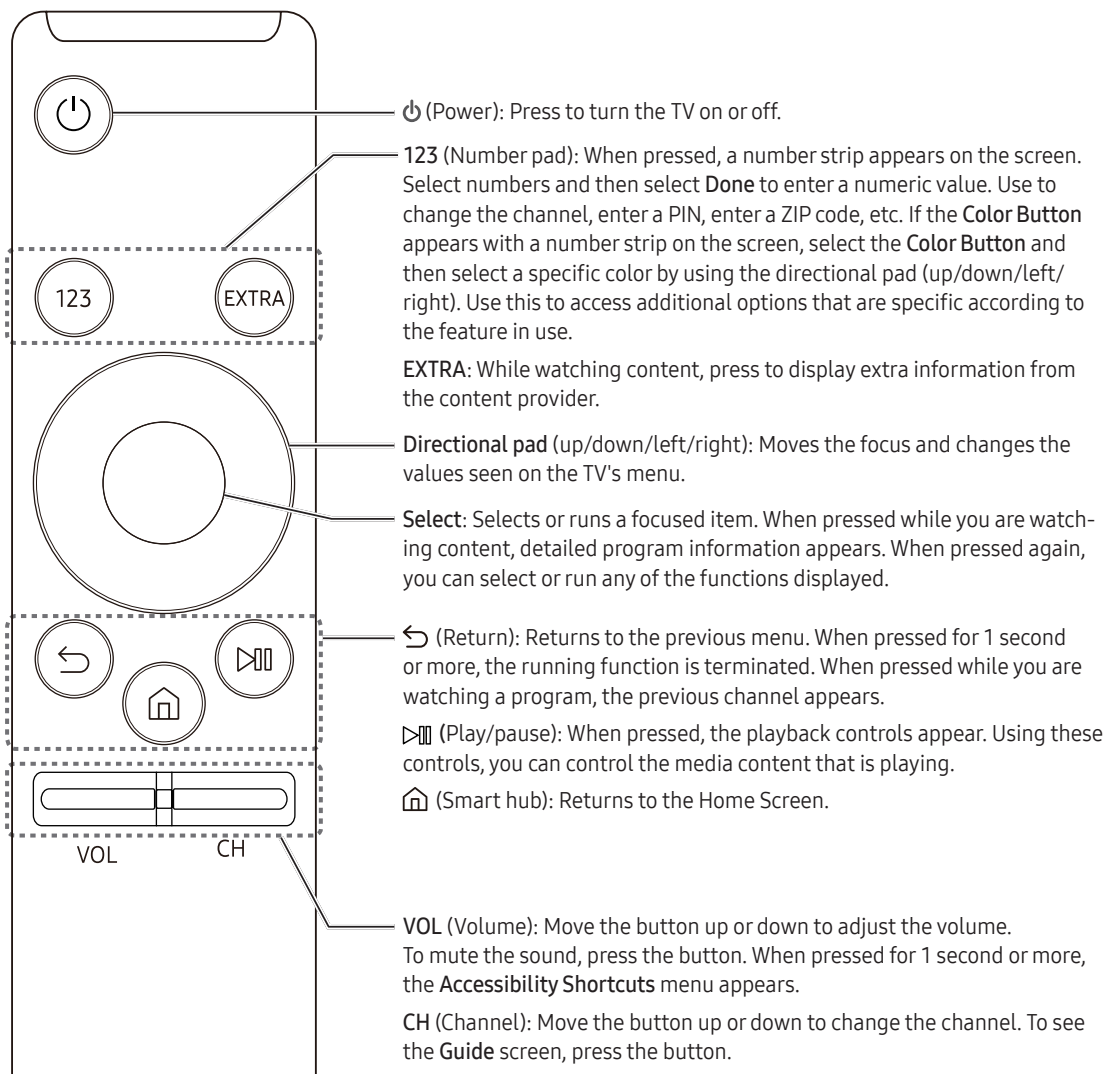 ⏻ (Power): Press to turn the TV on or off.
123 (Number pad): When pressed, a number strip appears on the screen.
Select numbers and then select Done to enter a numeric value. Use to
change the channel, enter a PIN, enter a ZIP code, etc. If the Color Button
appears with a number strip on the screen, select the Color Button and
then select a specific color by using the directional pad (up/down/left/
right). Use this to access additional options that are specific according to
the feature in use.
123
EXTRA
EXTRA: While watching content, press to display extra information from
the content provider.
Directional pad (up/down/left/right): Moves the focus and changes the
values seen on the TV's menu.
Select: Selects or runs a focused item. When pressed while you are watch-
ing content, detailed program information appears. When pressed again,
you can select or run any of the functions displayed.
(Return): Returns to the previous menu. When pressed for 1 second
or more, the running function is terminated. When pressed while you are
watching a program, the previous channel appears.
(Play/pause): When pressed, the playback controls appear. Using these
controls, you can control the media content that is playing.
(Smart hub): Returns to the Home Screen.
VOL
CH
VOL (Volume): Move the button up or down to adjust the volume.
To mute the sound, press the button. When pressed for 1 second or more,
the Accessibility Shortcuts menu appears.
CH (Channel): Move the button up or down to change the channel. To see
the Guide screen, press the button.